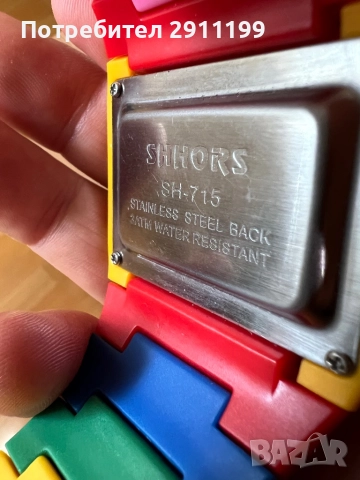 Потребител 2911199
SHHORS
SH-715
STAINLESS STEEL BACK
3ATM WATER RESISTANT
BAZAR